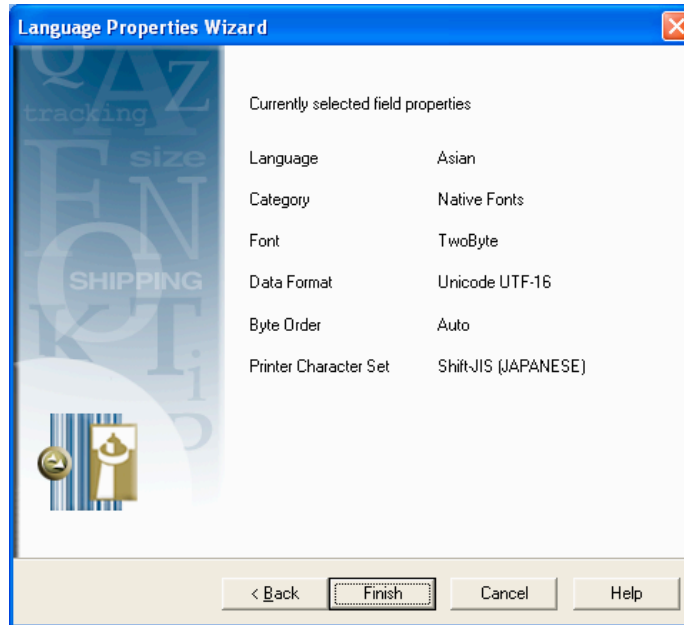 Language Properties Wizard
Q A Z
tracking
size
E N
O
SHIPPING
K T i P
Currently selected field properties
Language Asian
Category Native Fonts
Font TwoByte
Data Format Unicode UTF-16
Byte Order Auto
Printer Character Set Shift-JIS (JAPANESE)
< Back Finish Cancel Help